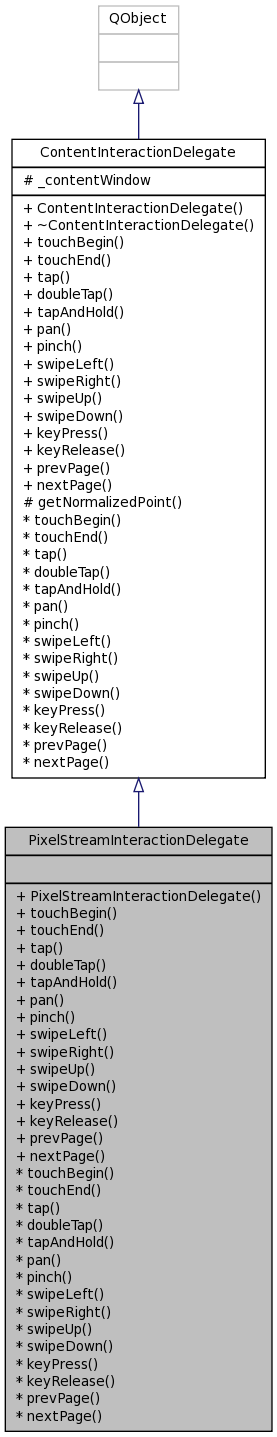 QObject
ContentInteractionDelegate
# _contentWindow
+ ContentInteractionDelegate()
+ ~ContentInteractionDelegate()
+ touchBegin()
+ touchEnd()
+ tap()
+ doubleTap()
+ tapAndHold()
+ pan()
+ pinch()
+ swipeLeft()
+ swipeRight()
+ swipeUp()
+ swipeDown()
+ keyPress()
+ keyRelease()
+ prevPage()
+ nextPage()
# getNormalizedPoint()
* touchBegin()
* touchEnd()
* tap()
* doubleTap()
* tapAndHold()
* pan()
* pinch()
* swipeLeft()
* swipeRight()
* swipeUp()
* swipeDown()
* keyPress()
* keyRelease()
* prevPage()
* nextPage()
PixelStreamInteractionDelegate
+ PixelStreamInteractionDelegate()
+ touchBegin()
+ touchEnd()
+ tap()
+ doubleTap()
+ tapAndHold()
+ pan()
+ pinch()
+ swipeLeft()
+ swipeRight()
+ swipeUp()
+ swipeDown()
+ keyPress()
+ keyRelease()
+ prevPage()
+ nextPage()
* touchBegin()
* touchEnd()
* tap()
* doubleTap()
* tapAndHold()
* pan()
* pinch()
* swipeLeft()
* swipeRight()
* swipeUp()
* swipeDown()
* keyPress()
* keyRelease()
* prevPage()
* nextPage()